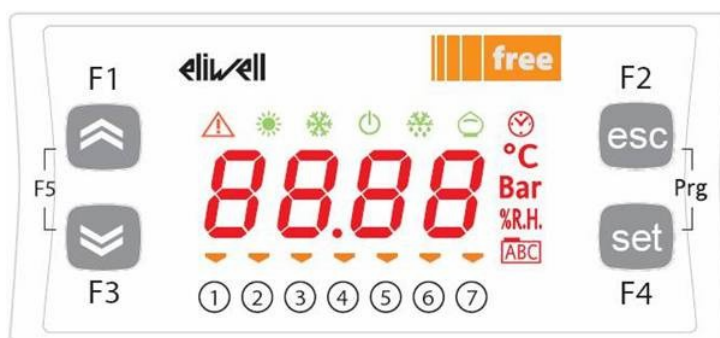 eliwell free
F1 F2
esc
°C
88.88 Bar
F5 Prg
%R.H.
set
ABC
F3 1 2 3 4 5 6 7 F4